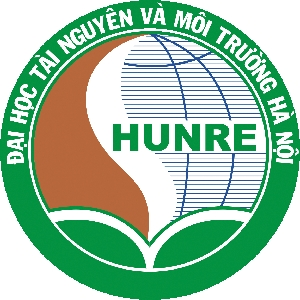 ĐẠI HỌC TÀI NGUYÊN VÀ MÔI TRƯỜNG HÀ NỘI
HUNRE